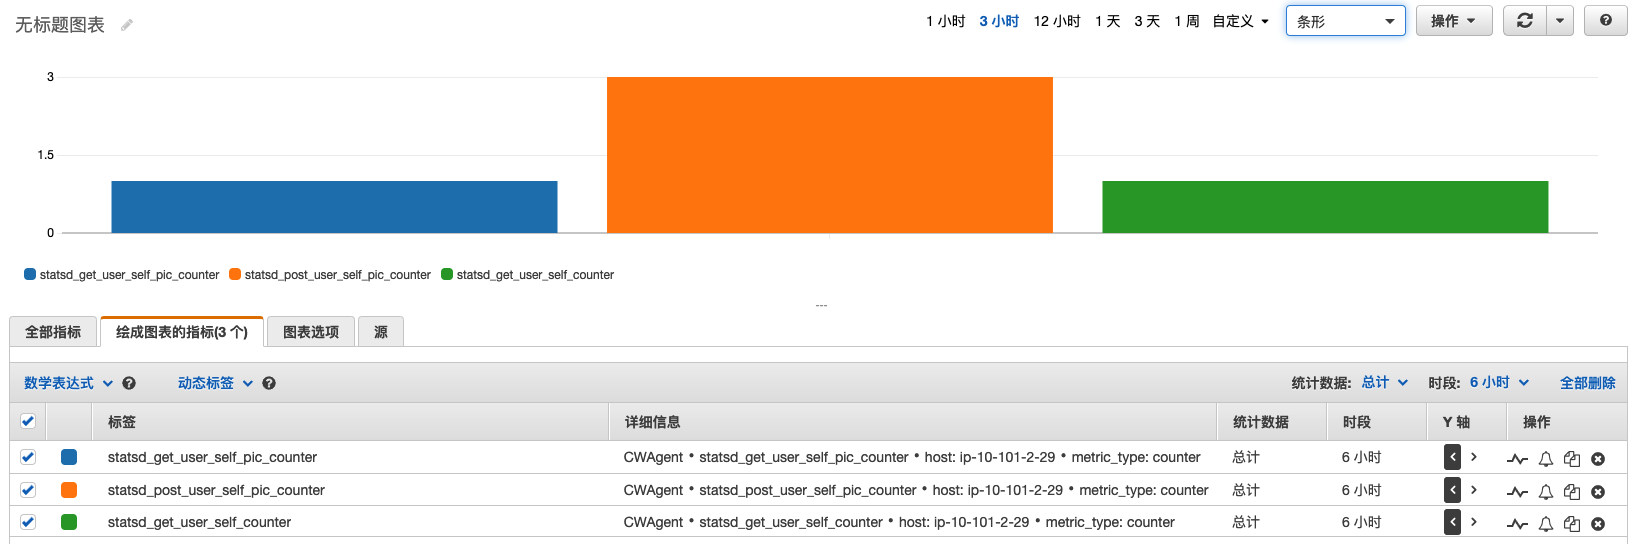 无标题图表 1 小时 3 小时 12 小时 1 天 3 天 1 周 自定义 条形 操作
3
1.5
0
statsd_get_user_self_pic_counter statsd_post_user_self_pic_counter statsd_get_user_self_counter
全部指标 绘成图表的指标(3 个) 图表选项 源
数学表达式 动态标签 统计数据: 总计 时段: 6 小时 全部删除
标签 详细信息 统计数据 时段 Y 轴 操作
statsd_get_user_self_pic_counter CWAgent • statsd_get_user_self_pic_counter • host: ip-10-101-2-29 • metric_type: counter 总计 6 小时
statsd_post_user_self_pic_counter CWAgent • statsd_post_user_self_pic_counter • host: ip-10-101-2-29 • metric_type: counter 总计 6 小时
statsd_get_user_self_counter CWAgent • statsd_get_user_self_counter • host: ip-10-101-2-29 • metric_type: counter 总计 6 小时